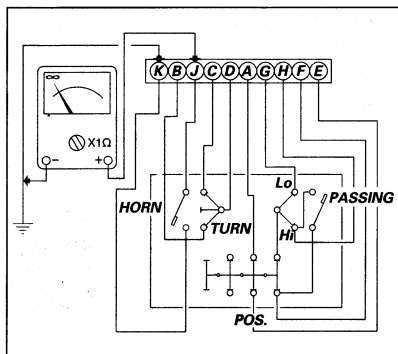 K B J C D A G H F E
∞
X1Ω
− +
Lo
HORN
TURN
PASSING
Hi
POS.